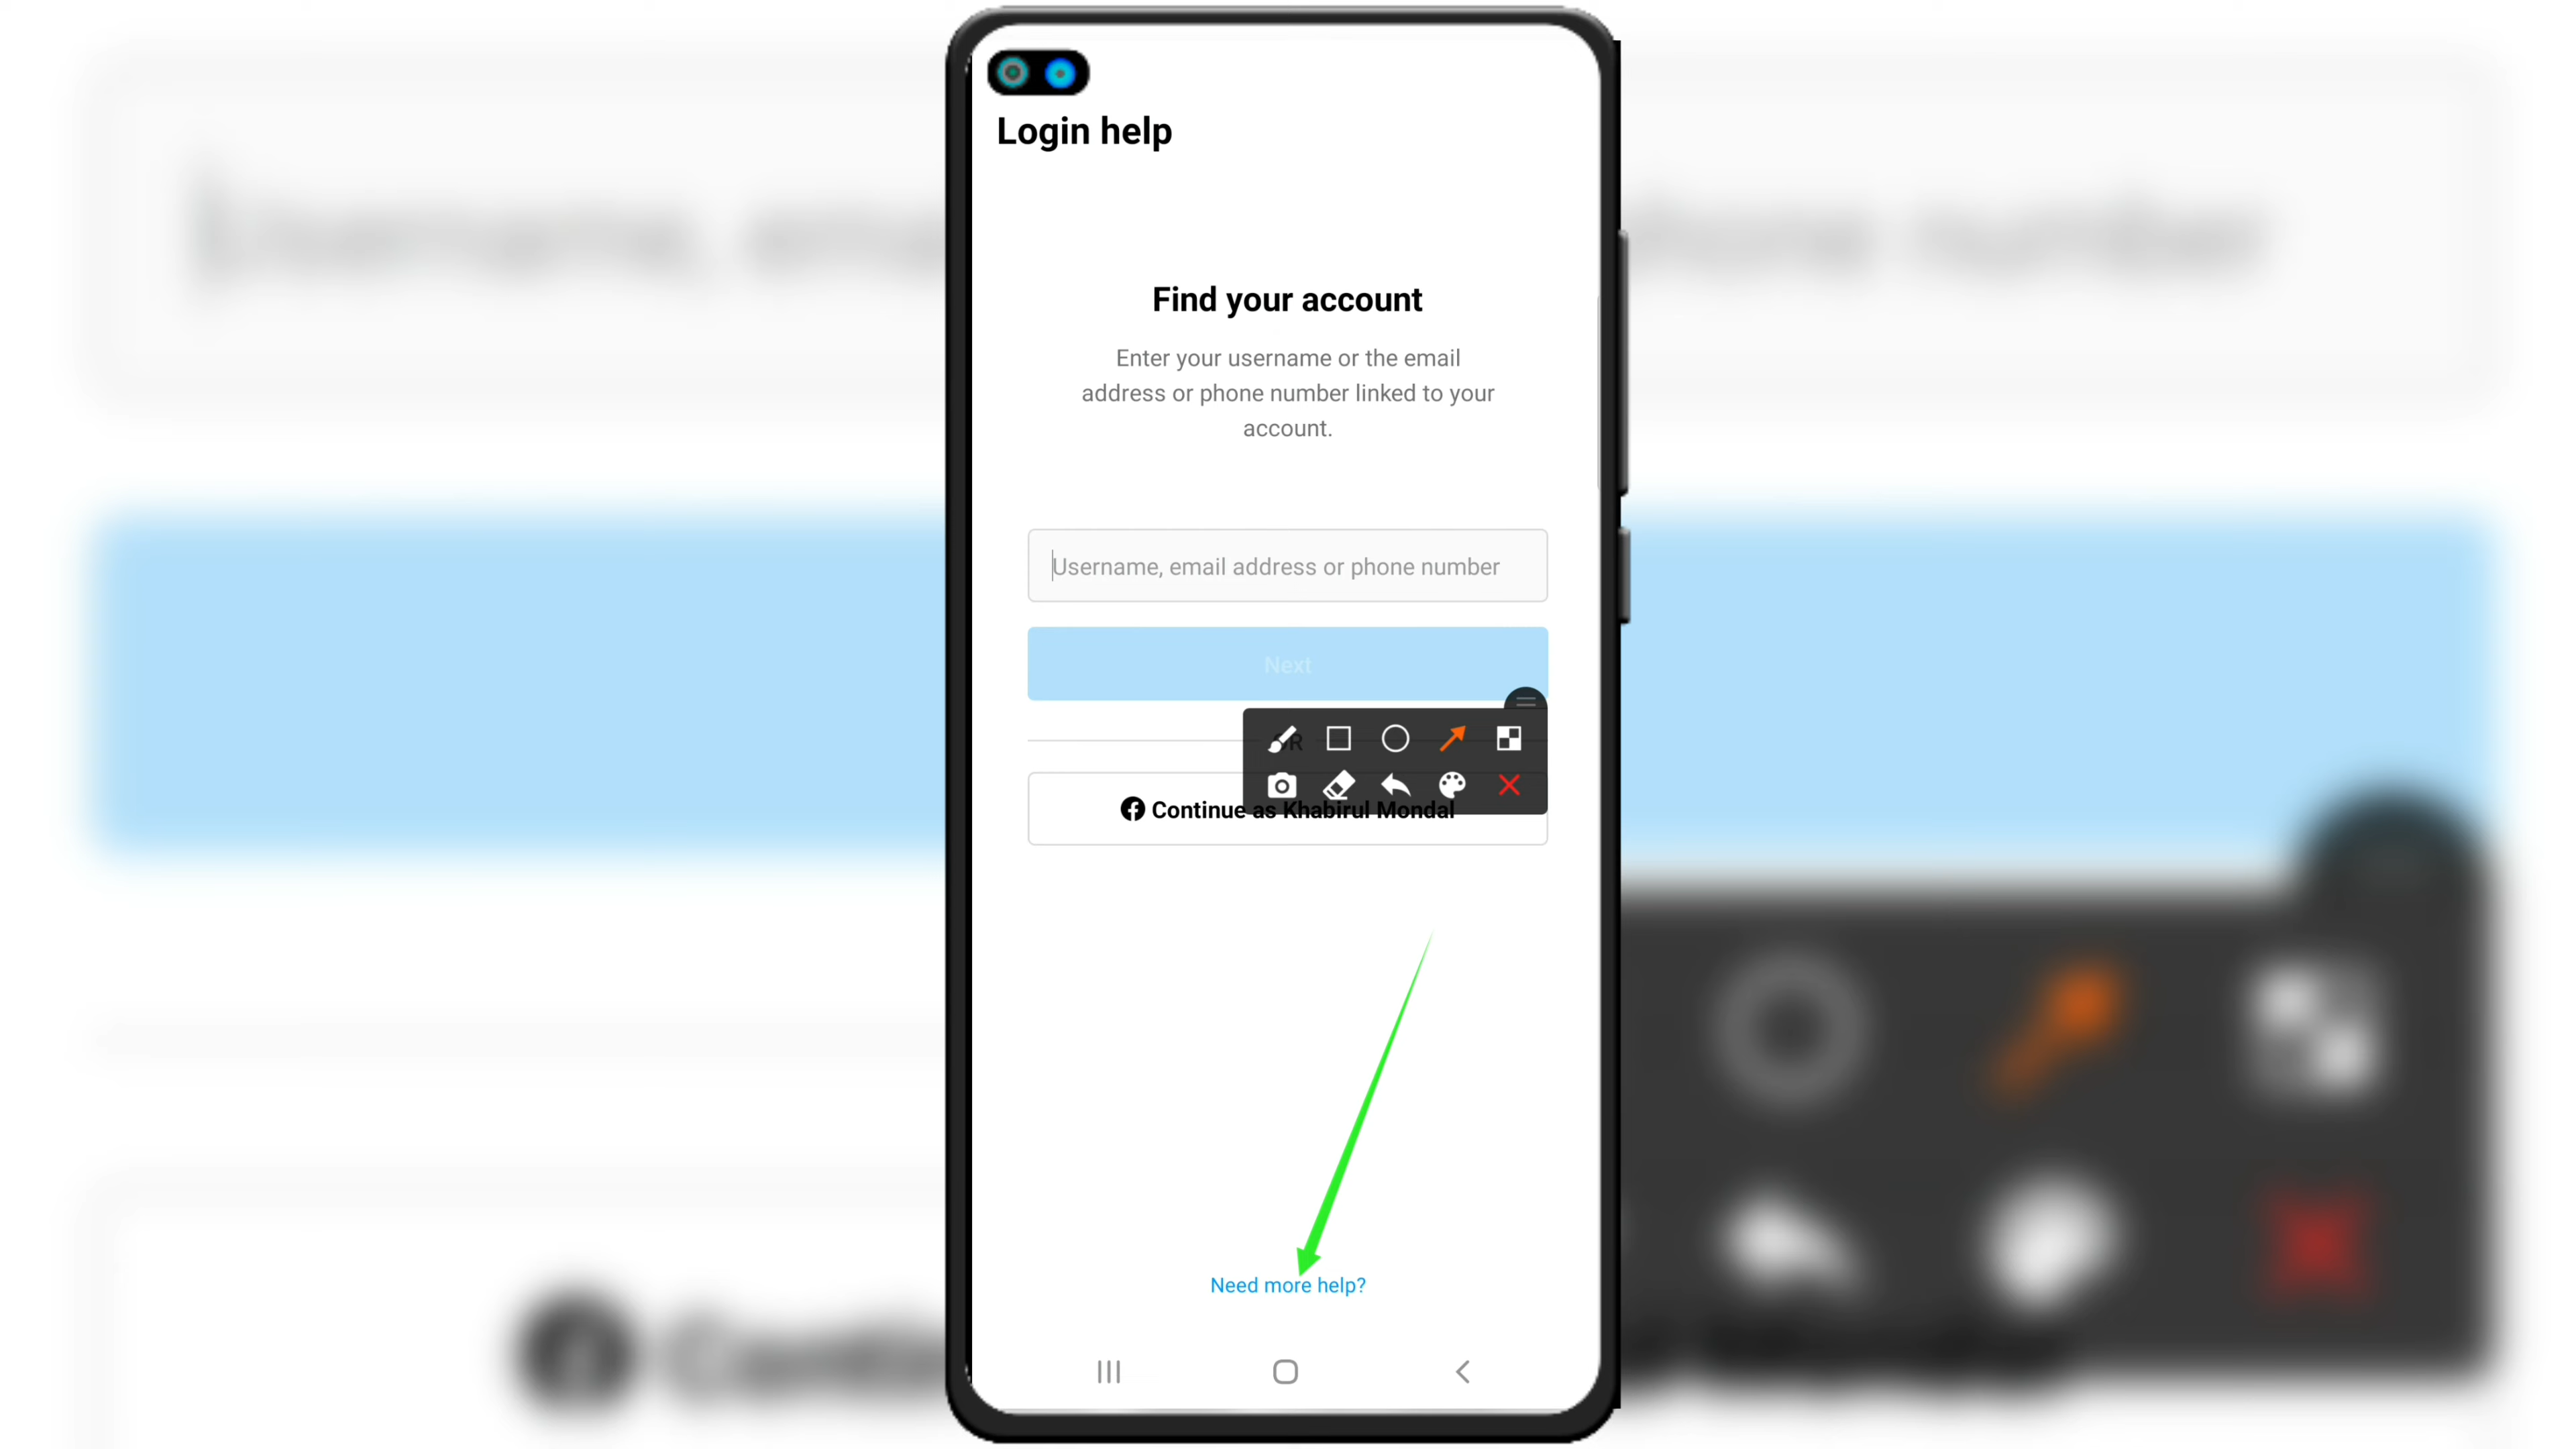 Login help
Find your account
Enter your username or the email
address or phone number linked to your
account.
Username, email address or phone number
Next
OR
Continue as Khabirul Mondal
Need more help?